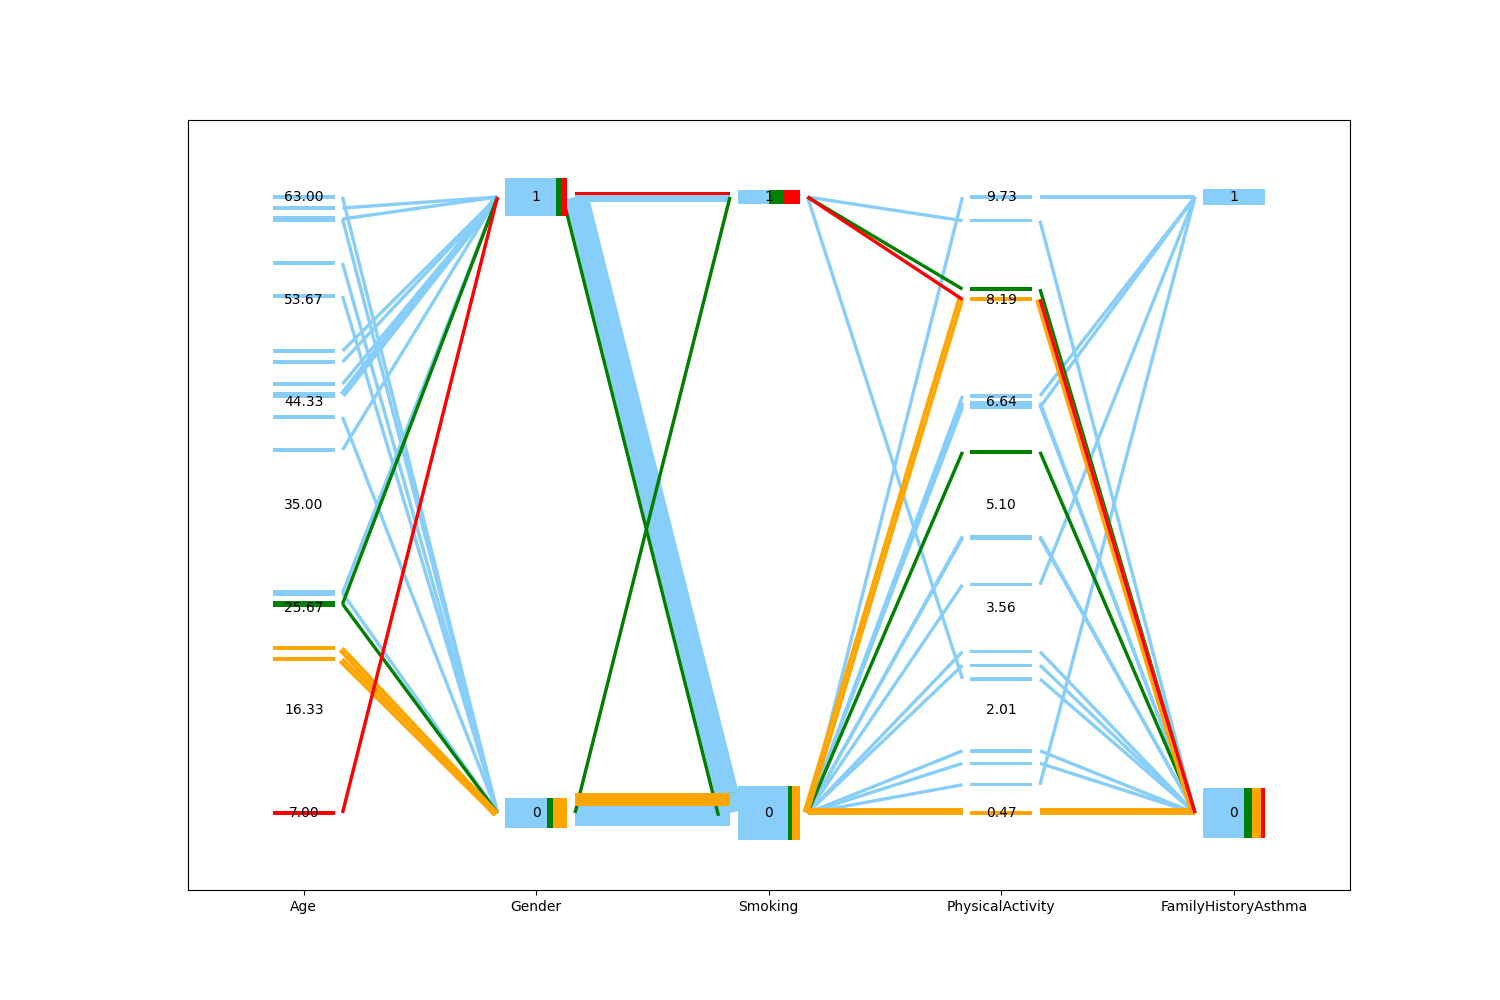 63.00 1 1 9.73 1
53.67 8.19
44.33 6.64
35.00 5.10
25.67 3.56
16.33 2.01
7.00 0 0 0.47 0
Age Gender Smoking PhysicalActivity FamilyHistoryAsthma